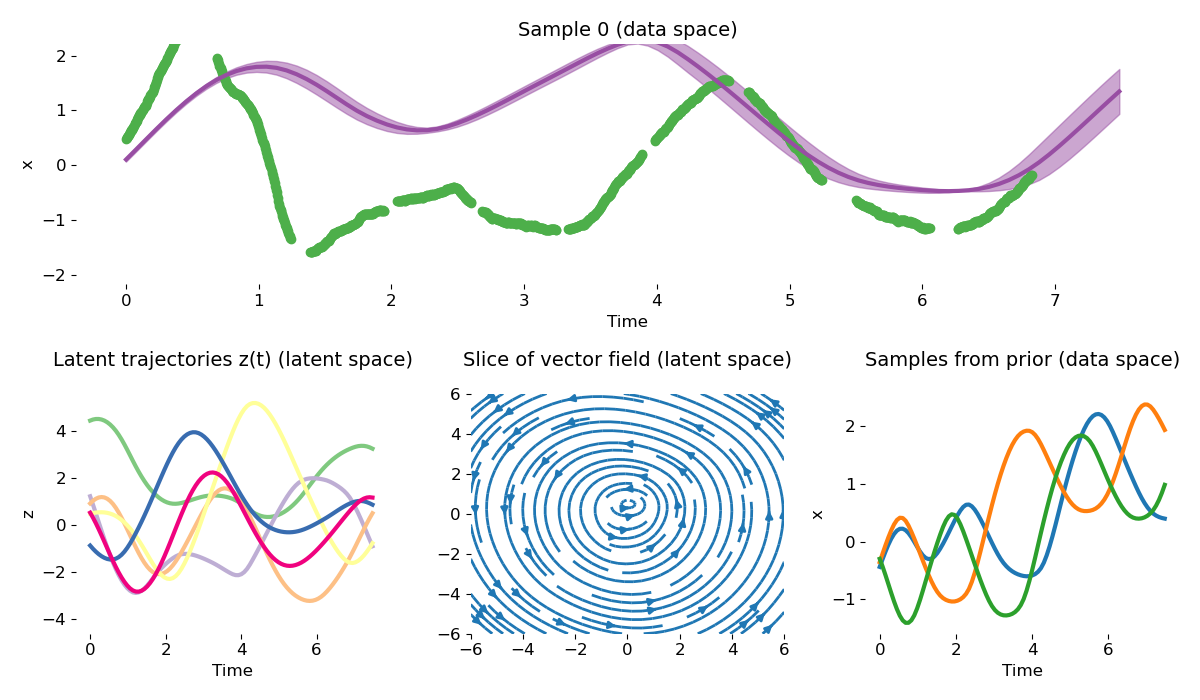 Sample 0 (data space)
2
1
0
−1
−2
x
0 1 2 3 4 5 6 7
Time
Latent trajectories z(t) (latent space)
4
2
0
−2
−4
z
0 2 4 6
Time
Slice of vector field (latent space)
6
4
2
0
−2
−4
−6
−6 −4 −2 0 2 4 6
Samples from prior (data space)
2
1
0
−1
x
0 2 4 6
Time